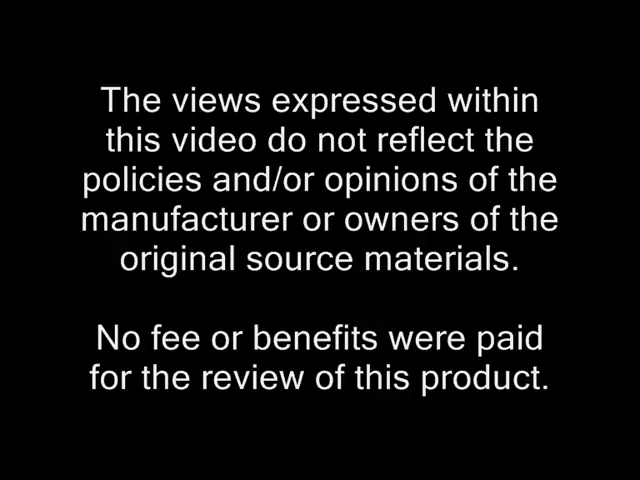 The views expressed within
this video do not reflect the
policies and/or opinions of the
manufacturer or owners of the
original source materials.
No fee or benefits were paid
for the review of this product.